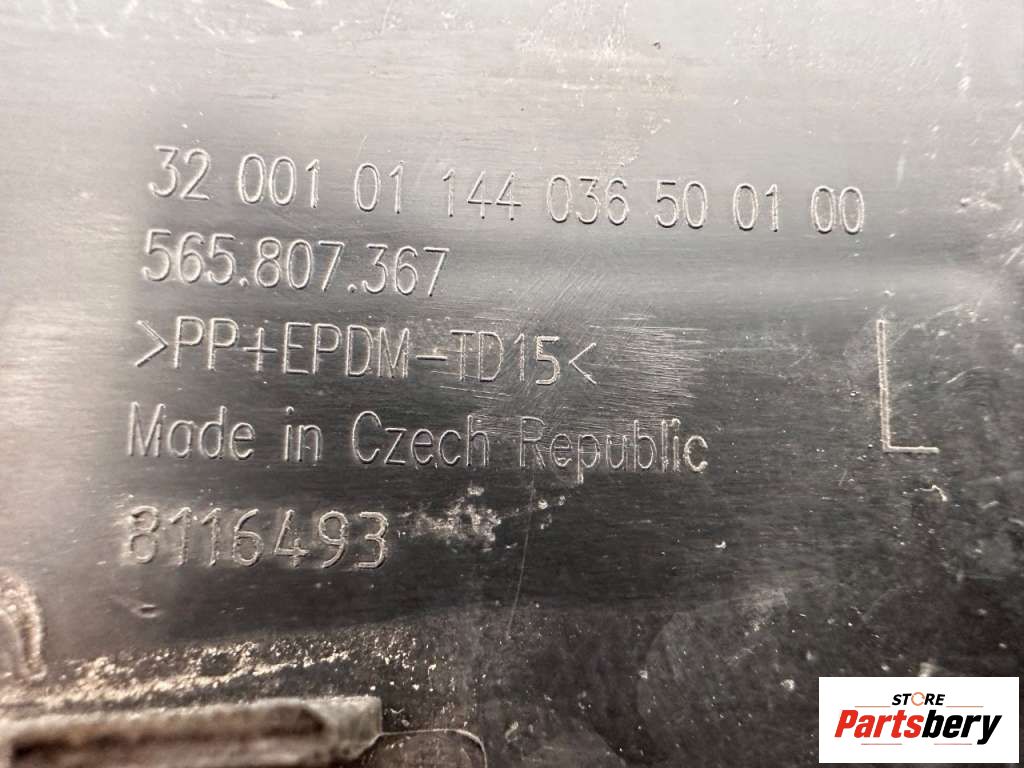 32 001 01 144 036 50 01 00
565.807.367
>PP+EPDM-TD15<
Made in Czech Republic
8116493
L
STORE
Partsbery